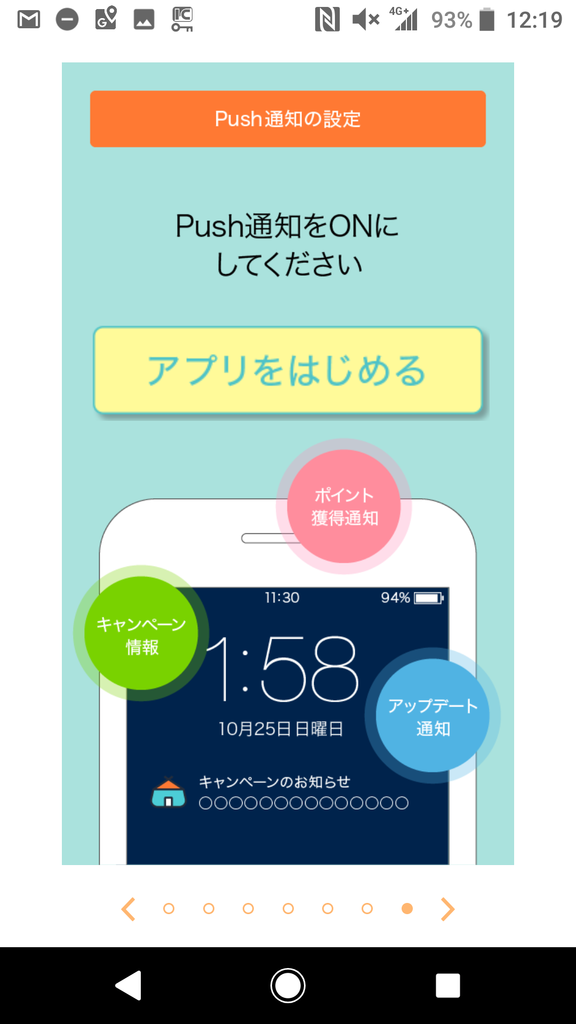 4G+ 93% 12:19
Push通知の設定
Push通知をONに
してください
アプリをはじめる
ポイント
獲得通知
11:30 94%
キャンペーン
情報
1:58
アップデート
通知
10月25日日曜日
キャンペーンのお知らせ
○○○○○○○○○○○○○○